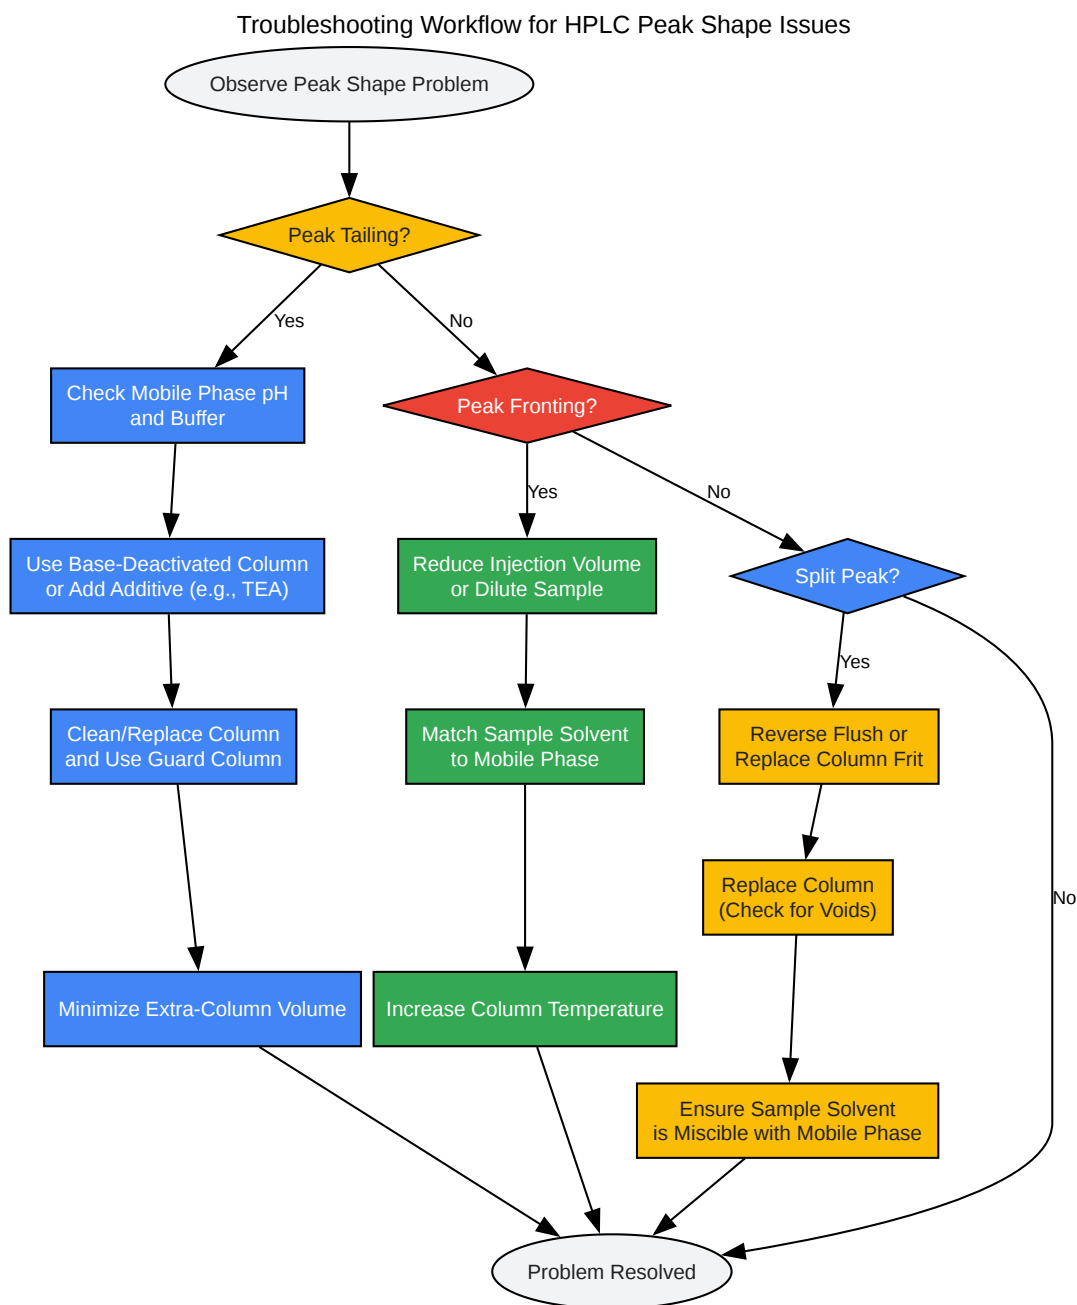 Troubleshooting Workflow for HPLC Peak Shape Issues
Observe Peak Shape Problem
Peak Tailing?
Yes
No
Check Mobile Phase pH
and Buffer
Peak Fronting?
Yes
No
Use Base-Deactivated Column
or Add Additive (e.g., TEA)
Reduce Injection Volume
or Dilute Sample
Split Peak?
Yes
No
Clean/Replace Column
and Use Guard Column
Match Sample Solvent
to Mobile Phase
Reverse Flush or
Replace Column Frit
Replace Column
(Check for Voids)
Minimize Extra-Column Volume
Increase Column Temperature
Ensure Sample Solvent
is Miscible with Mobile Phase
Problem Resolved